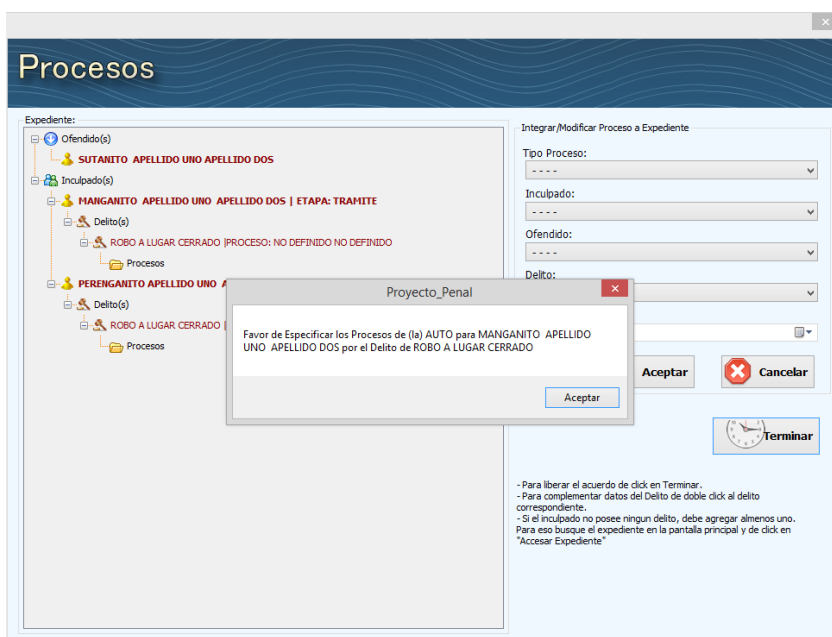 Procesos
Expediente:
Ofendido(s)
SUTANITO APELLIDO UNO APELLIDO DOS
Inculpado(s)
MANGANITO APELLIDO UNO APELLIDO DOS | ETAPA: TRAMITE
Delito(s)
ROBO A LUGAR CERRADO |PROCESO: NO DEFINIDO NO DEFINIDO
Procesos
PERENGANITO APELLIDO UNO
Delito(s)
ROBO A LUGAR CERRADO |
Procesos
Integrar/Modificar Proceso a Expediente
Tipo Proceso:
- - - -
Inculpado:
- - - -
Ofendido:
- - - -
Delito:
Proyecto_Penal
Favor de Especificar los Procesos de (la) AUTO para MANGANITO APELLIDO
UNO APELLIDO DOS por el Delito de ROBO A LUGAR CERRADO
Aceptar
Aceptar
Cancelar
Terminar
- Para liberar el acuerdo de click en Terminar.
- Para complementar datos del Delito de doble click al delito
correspondiente.
- Si el inculpado no posee ningun delito, debe agregar almenos uno.
Para eso busque el expediente en la pantalla principal y de click en
"Accesar Expediente"